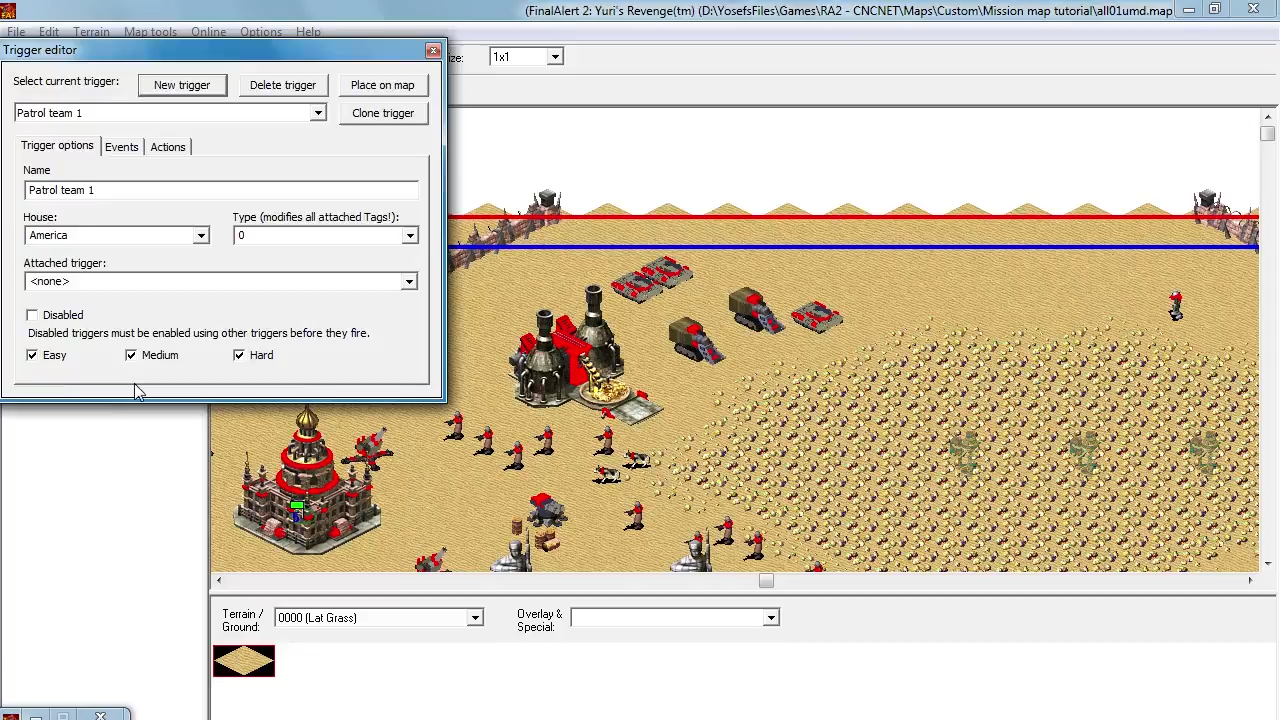 (FinalAlert 2: Yuri's Revenge(tm) (D:\YosefsFiles\Games\RA2 - CNCNET\Maps\Custom\Mission map tutorial\all01umd.map
File Edit Terrain Map tools Online Options Help
Trigger editor
ize: 1x1
Select current trigger: New trigger Delete trigger Place on map
Patrol team 1 Clone trigger
Trigger options Events Actions
Name
Patrol team 1
House: Type (modifies all attached Tags!):
America 0
Attached trigger:
<none>
Disabled
Disabled triggers must be enabled using other triggers before they fire.
Easy Medium Hard
Terrain / Ground: 0000 (Lat Grass) Overlay & Special: